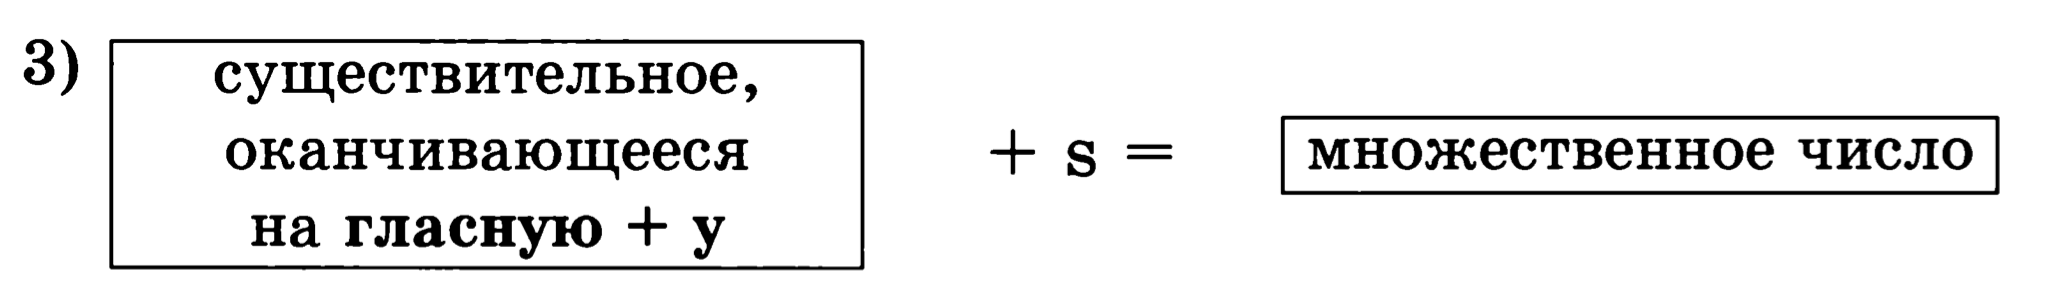 3)
существительное,
оканчивающееся
на гласную + y
+ s =
множественное число